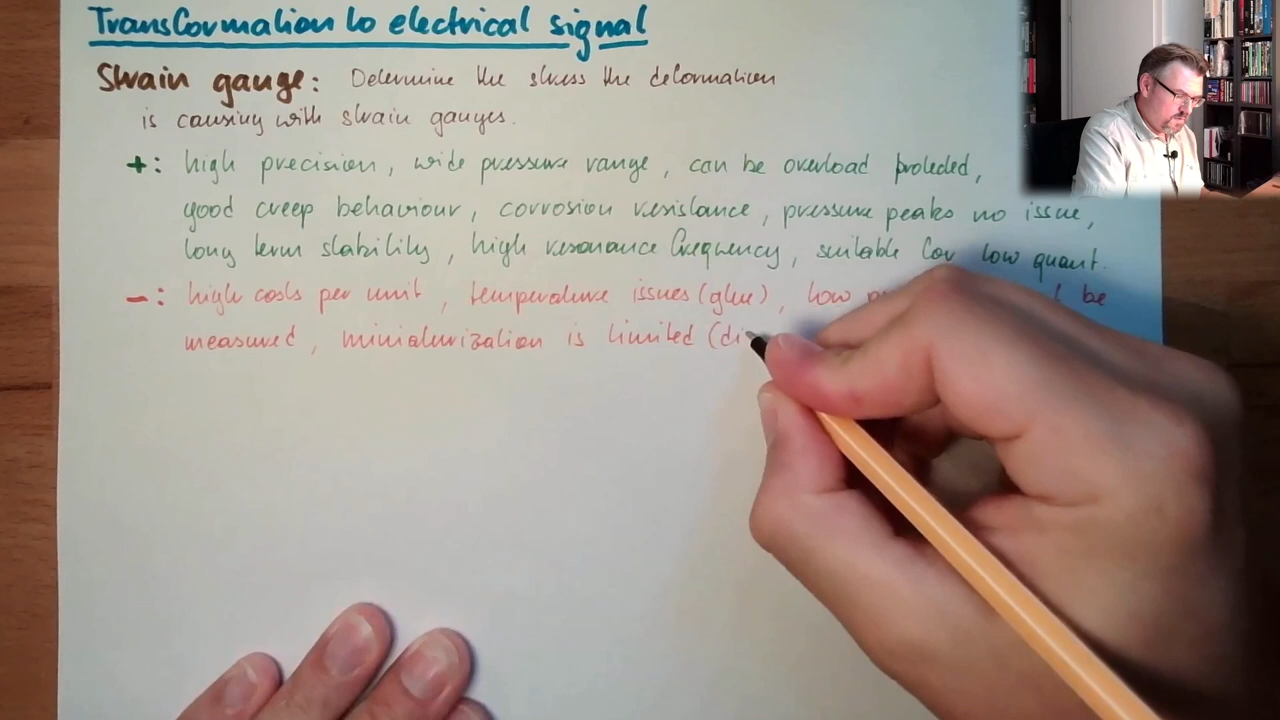 Transformation to electrical signal
Strain gauge: Determine the stress the deformation
is causing with strain gauges.
+: high precision, wide pressure range, can be overload protected,
good creep behaviour, corrosion resistance, pressure peaks no issue,
long term stability, high resonance frequency, suitable for low quant.
-: high costs per unit, temperature issues (glue), low be
measured, miniaturization is limited (di